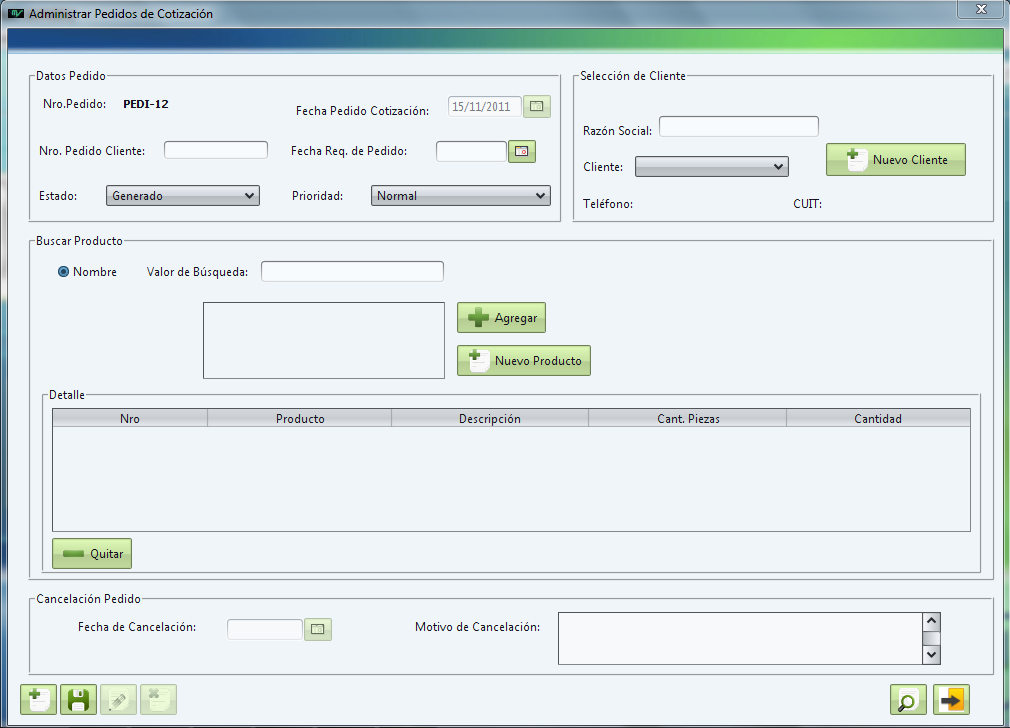 Administrar Pedidos de Cotización
Datos Pedido
Nro.Pedido: PEDI-12
Fecha Pedido Cotización: 15/11/2011
Nro. Pedido Cliente:
Fecha Req. de Pedido:
Estado: Generado
Prioridad: Normal
Selección de Cliente
Razón Social:
Cliente:
Nuevo Cliente
Teléfono:
CUIT:
Buscar Producto
Nombre
Valor de Búsqueda:
Agregar
Nuevo Producto
Detalle
Nro Producto Descripción Cant. Piezas Cantidad
Quitar
Cancelación Pedido
Fecha de Cancelación:
Motivo de Cancelación: